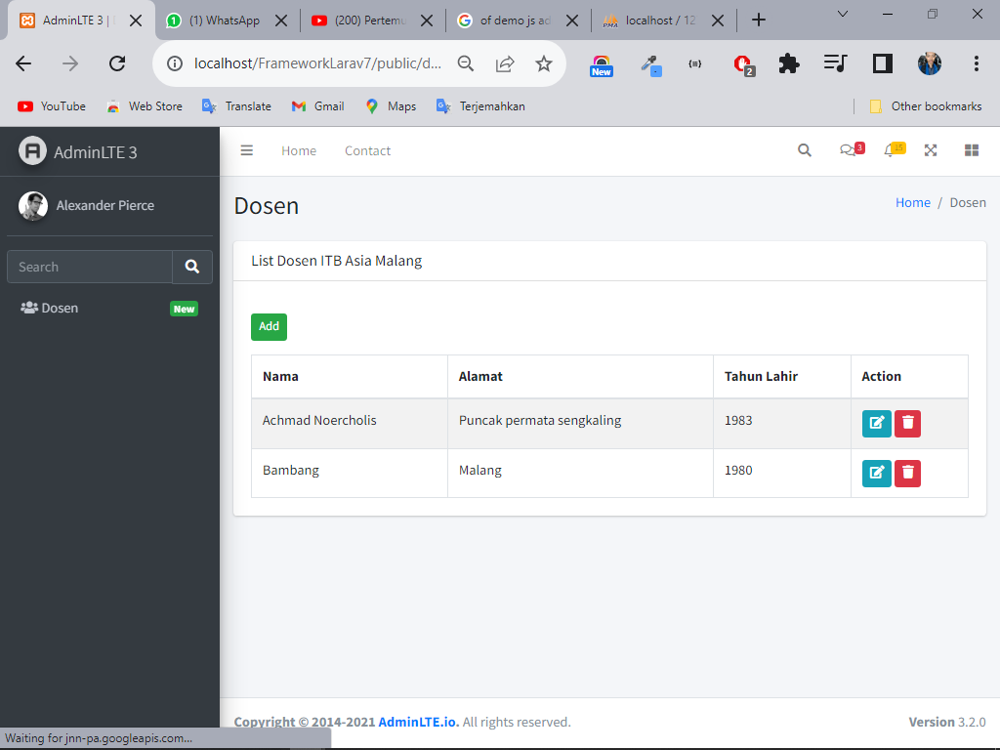 AdminLTE 3 |
(1) WhatsApp
(200) Pertemu
of demo js ad
PMA
localhost / 12
localhost/FrameworkLarav7/public/d...
New
2
YouTube
Web Store
Translate
Gmail
Maps
Terjemahkan
Other bookmarks
AdminLTE 3
Home
Contact
3
15
Alexander Pierce
Dosen
Home / Dosen
Search
List Dosen ITB Asia Malang
Dosen
New
Add
Nama Alamat Tahun Lahir Action
Achmad Noercholis Puncak permata sengkaling 1983
Bambang Malang 1980
Copyright © 2014-2021 AdminLTE.io. All rights reserved.
Version 3.2.0
Waiting for jnn-pa.googleapis.com...